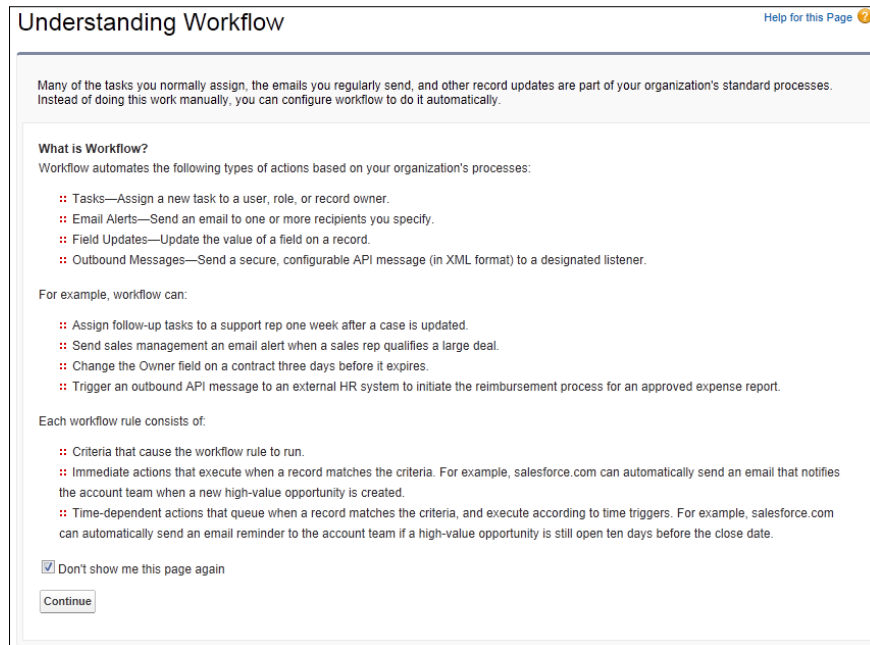 Understanding Workflow
Help for this Page
Many of the tasks you normally assign, the emails you regularly send, and other record updates are part of your organization's standard processes.
Instead of doing this work manually, you can configure workflow to do it automatically.
What is Workflow?
Workflow automates the following types of actions based on your organization's processes:
Tasks—Assign a new task to a user, role, or record owner.
Email Alerts—Send an email to one or more recipients you specify.
Field Updates—Update the value of a field on a record.
Outbound Messages—Send a secure, configurable API message (in XML format) to a designated listener.
For example, workflow can:
Assign follow-up tasks to a support rep one week after a case is updated.
Send sales management an email alert when a sales rep qualifies a large deal.
Change the Owner field on a contract three days before it expires.
Trigger an outbound API message to an external HR system to initiate the reimbursement process for an approved expense report.
Each workflow rule consists of:
Criteria that cause the workflow rule to run.
Immediate actions that execute when a record matches the criteria. For example, salesforce.com can automatically send an email that notifies
the account team when a new high-value opportunity is created.
Time-dependent actions that queue when a record matches the criteria, and execute according to time triggers. For example, salesforce.com
can automatically send an email reminder to the account team if a high-value opportunity is still open ten days before the close date.
Don't show me this page again
Continue